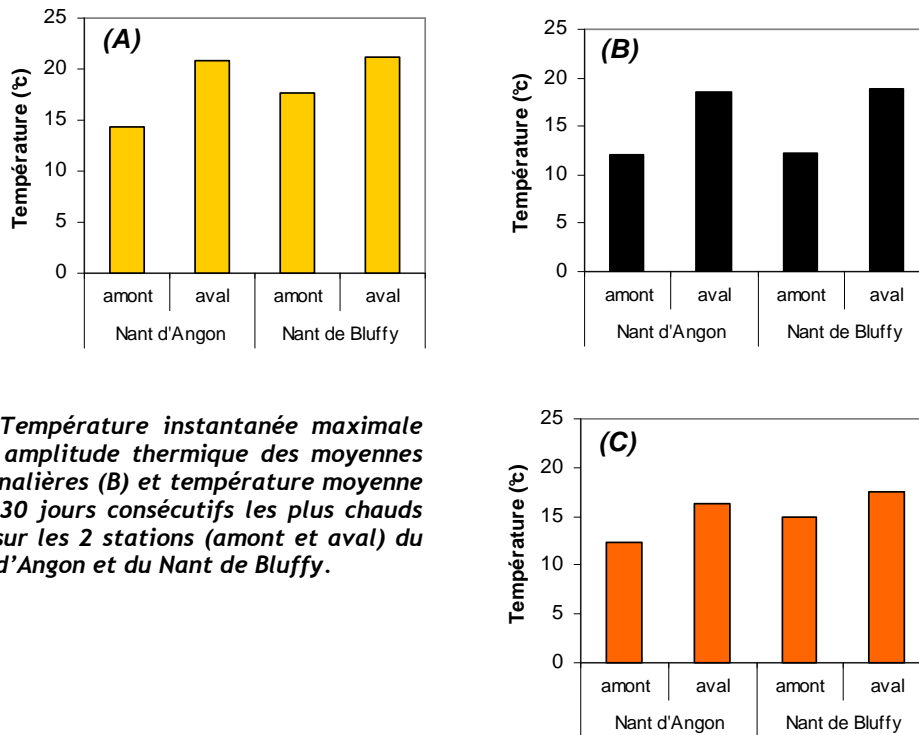 (A)
Température (°c)
25
20
15
10
5
0
amont aval amont aval
Nant d'Angon Nant de Bluffy
(B)
Température (°c)
25
20
15
10
5
0
amont aval amont aval
Nant d'Angon Nant de Bluffy
Température instantanée maximale
amplitude thermique des moyennes
nalières (B) et température moyenne
30 jours consécutifs les plus chauds
sur les 2 stations (amont et aval) du
d'Angon et du Nant de Bluffy.
(C)
Température (°c)
25
20
15
10
5
0
amont aval amont aval
Nant d'Angon Nant de Bluffy